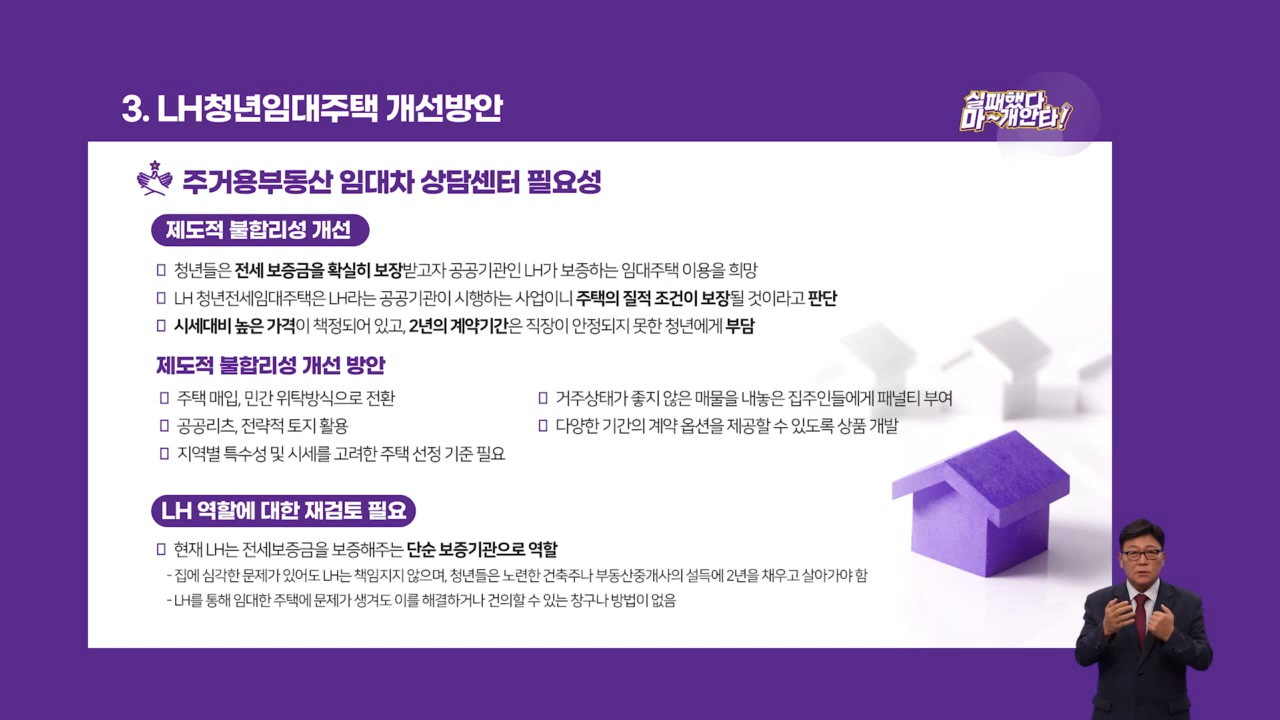 3. LH청년임대주택 개선방안
실패했다,
마~개안타!
주거용부동산 임대차 상담센터 필요성
제도적 불합리성 개선
청년들은 전세 보증금을 확실히 보장받고자 공공기관인 LH가 보증하는 임대주택 이용을 희망
LH 청년전세임대주택은 LH라는 공공기관이 시행하는 사업이니 주택의 질적 조건이 보장될 것이라고 판단
시세대비 높은 가격이 책정되어 있고, 2년의 계약기간은 직장이 안정되지 못한 청년에게 부담
제도적 불합리성 개선 방안
주택 매입, 민간 위탁방식으로 전환
공공리츠, 전략적 토지 활용
지역별 특수성 및 시세를 고려한 주택 선정 기준 필요
거주상태가 좋지 않은 매물을 내놓은 집주인들에게 패널티 부여
다양한 기간의 계약 옵션을 제공할 수 있도록 상품 개발
LH 역할에 대한 재검토 필요
현재 LH는 전세보증금을 보증해주는 단순 보증기관으로 역할
- 집에 심각한 문제가 있어도 LH는 책임지지 않으며, 청년들은 노련한 건축주나 부동산중개사의 설득에 2년을 채우고 살아가야 함
- LH를 통해 임대한 주택에 문제가 생겨도 이를 해결하거나 건의할 수 있는 창구나 방법이 없음